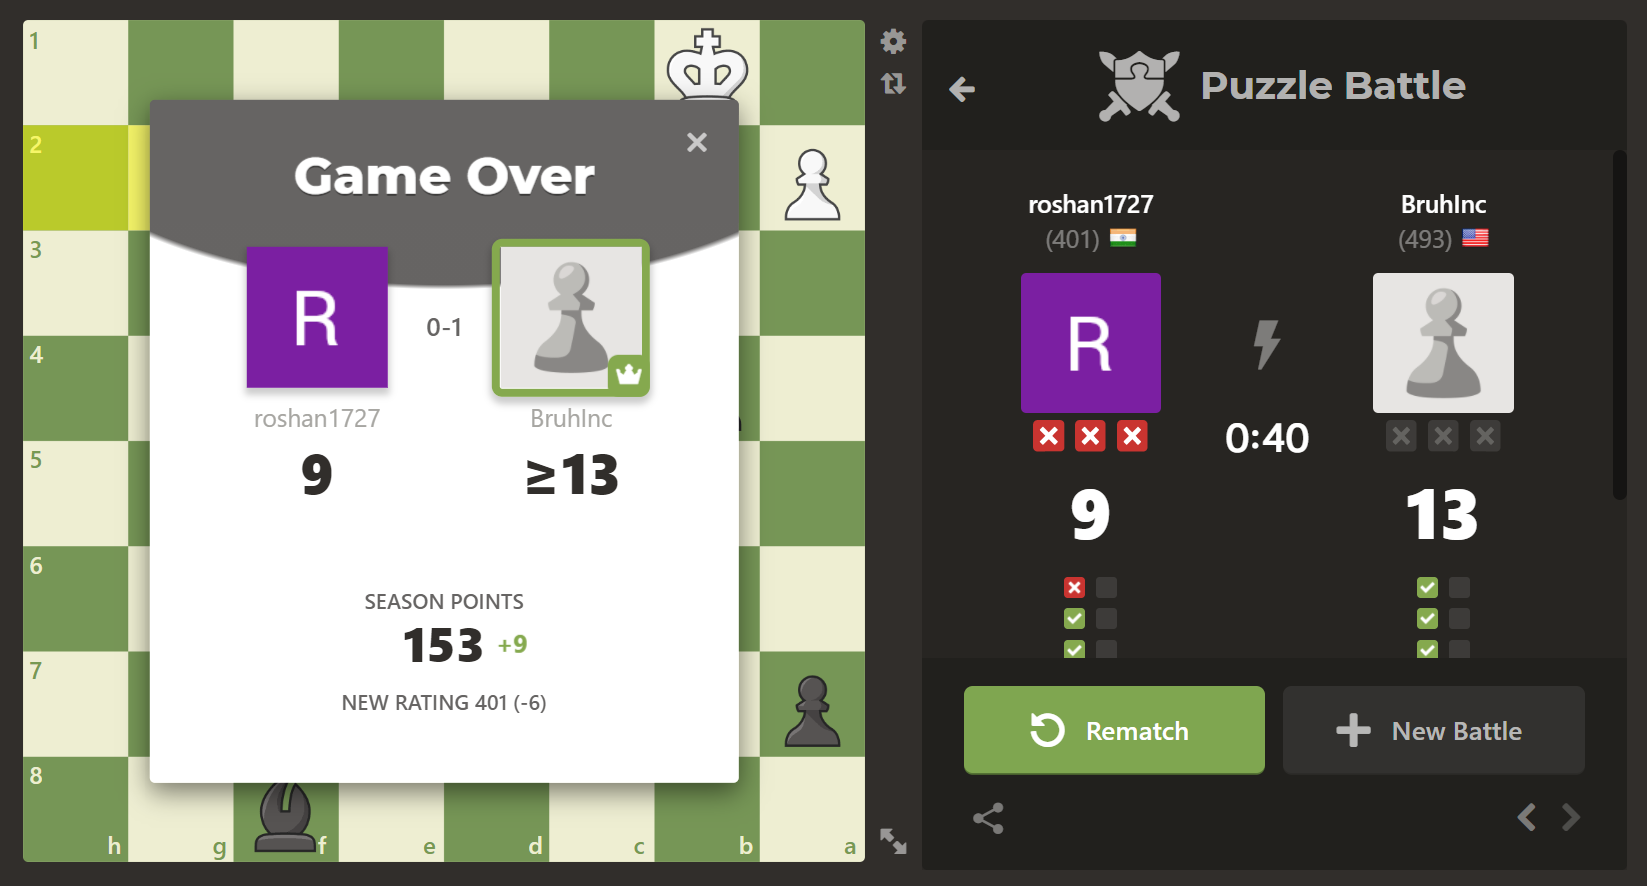 1
2
3
4
5
6
7
8
h g f e d c b a
Game Over
R
0-1
roshan1727
BruhInc
9
≥13
SEASON POINTS
153 +9
NEW RATING 401 (-6)
Puzzle Battle
roshan1727
(401)
BruhInc
(493)
R
0:40
9
13
Rematch
New Battle